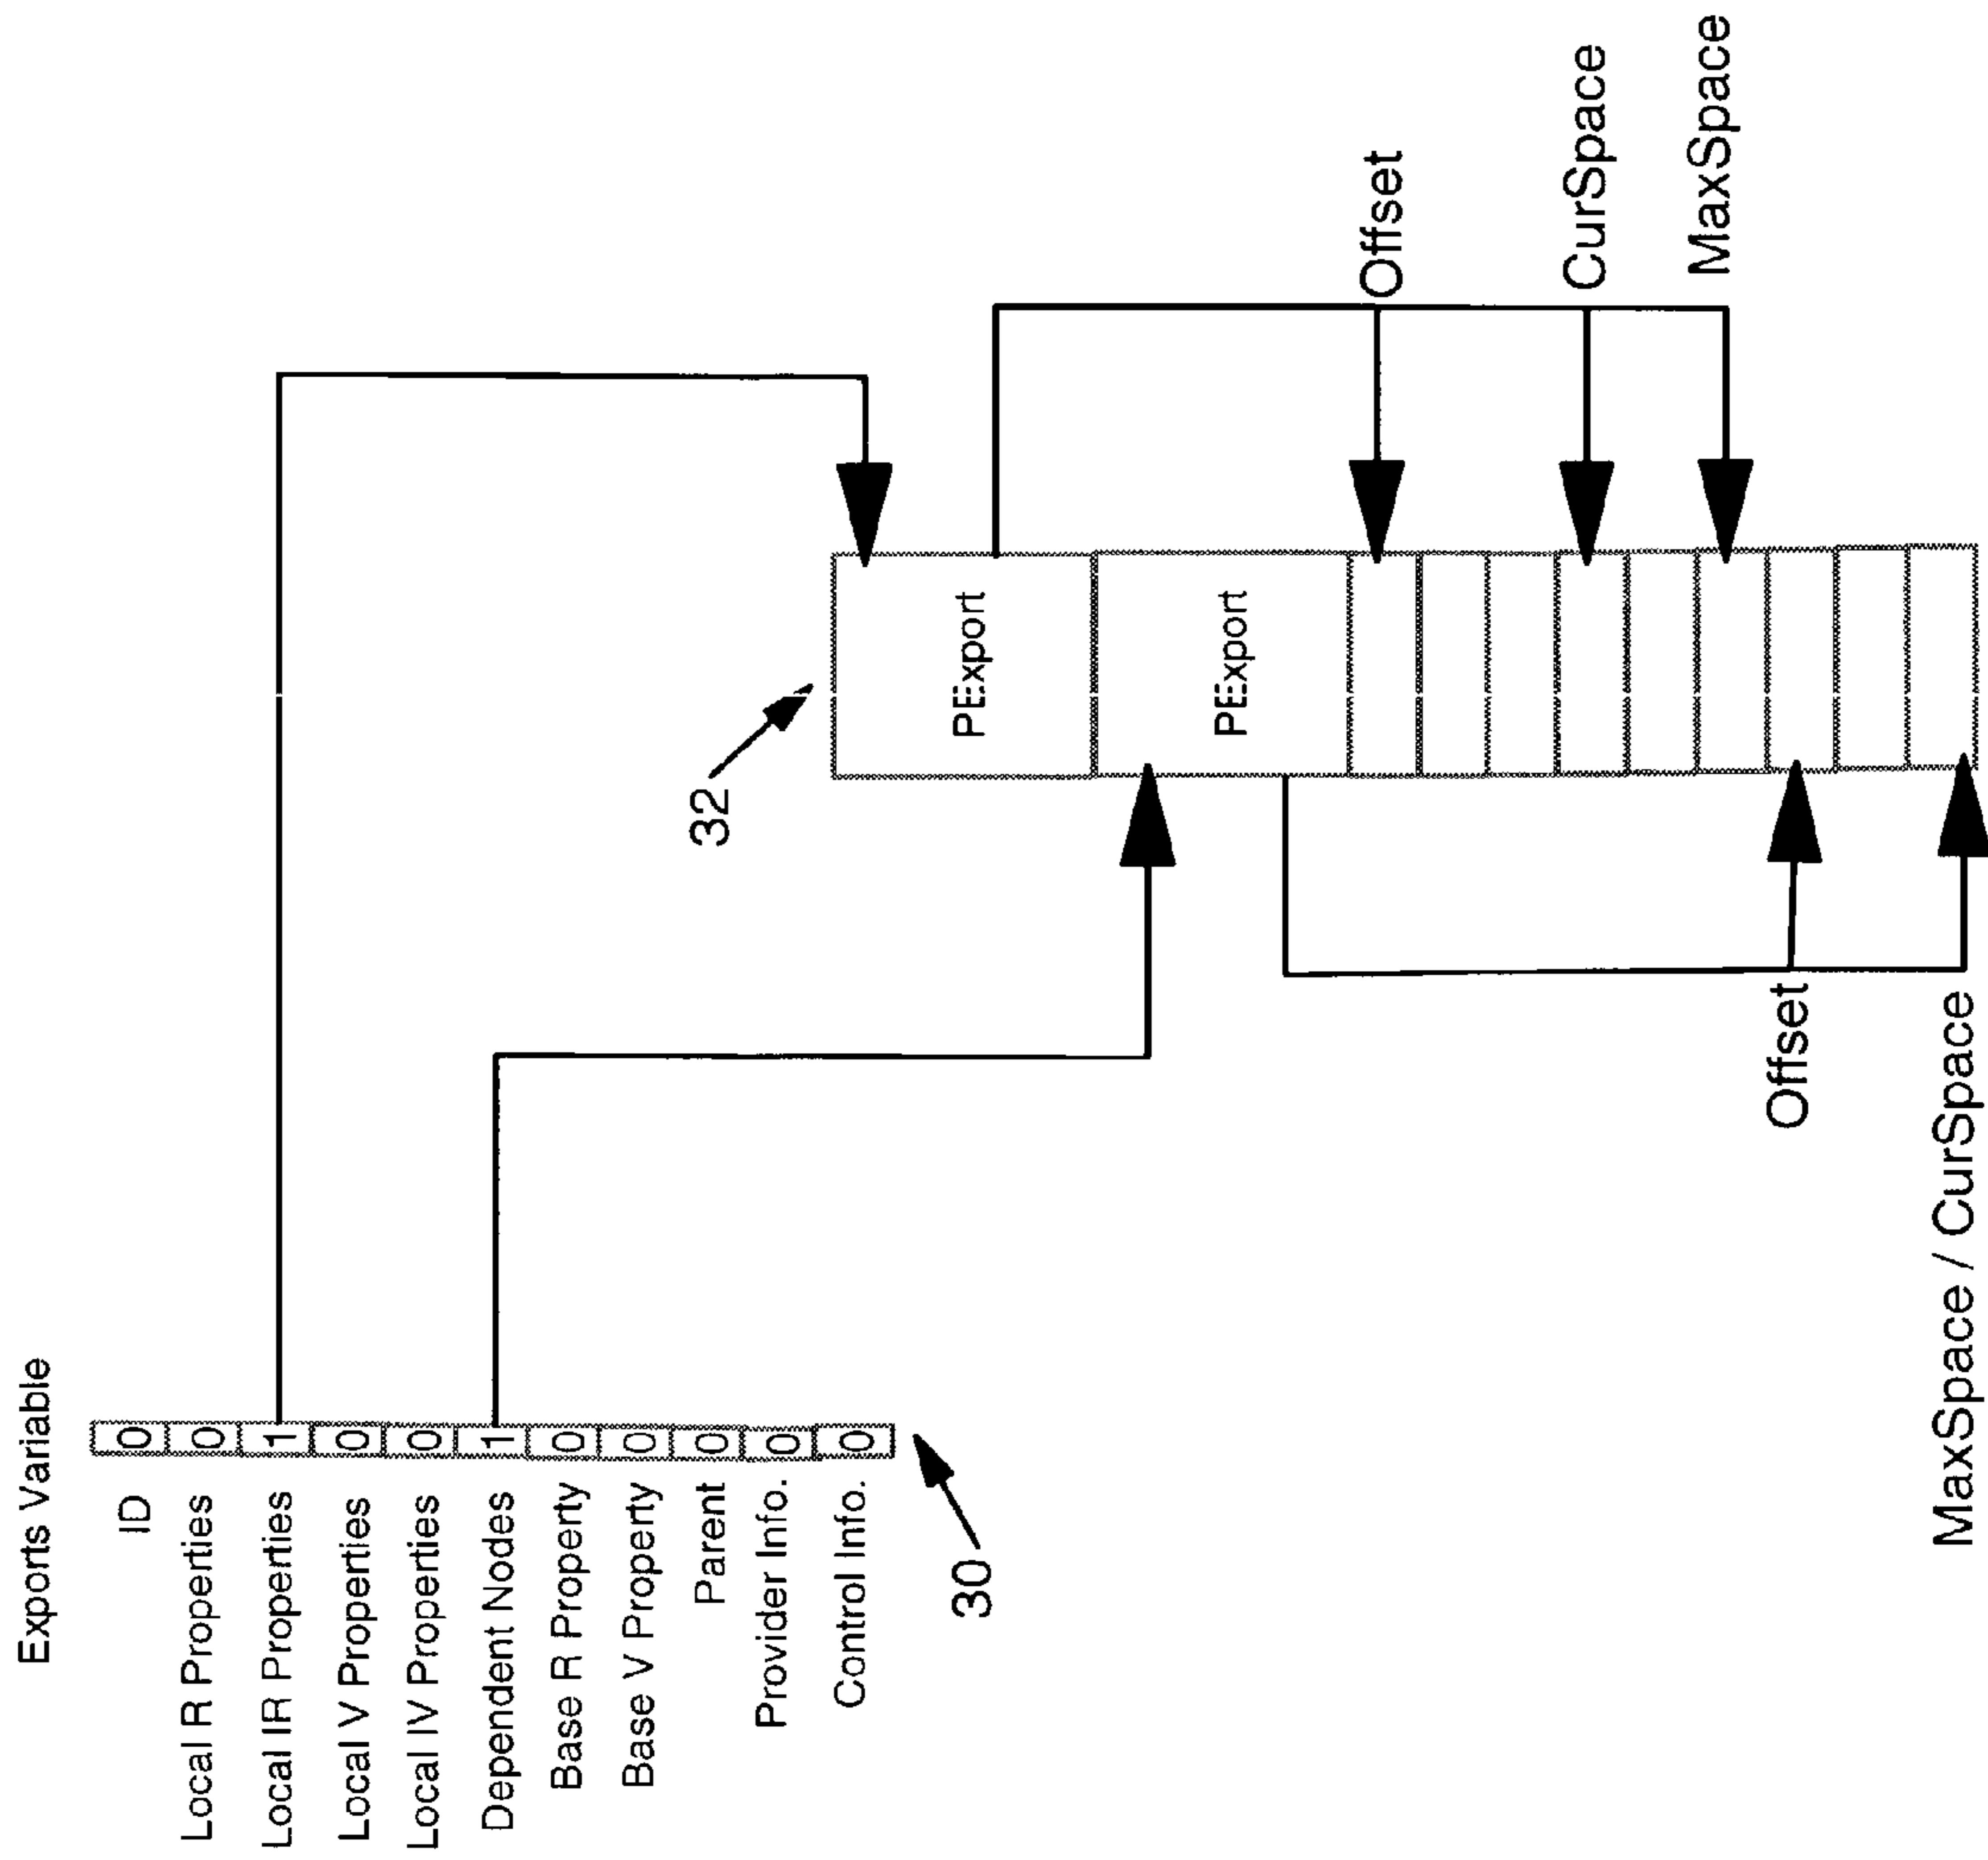 Exports Variable
ID
0
Local R Properties
0
Local IR Properties
1
Local V Properties
0
Local IV Properties
0
Dependent Nodes
1
Base R Property
0
Base V Property
0
Parent
0
Provider Info.
0
Control Info.
0
30
32
PExport
PExport
Offset
CurSpace
MaxSpace
Offset
MaxSpace / CurSpace